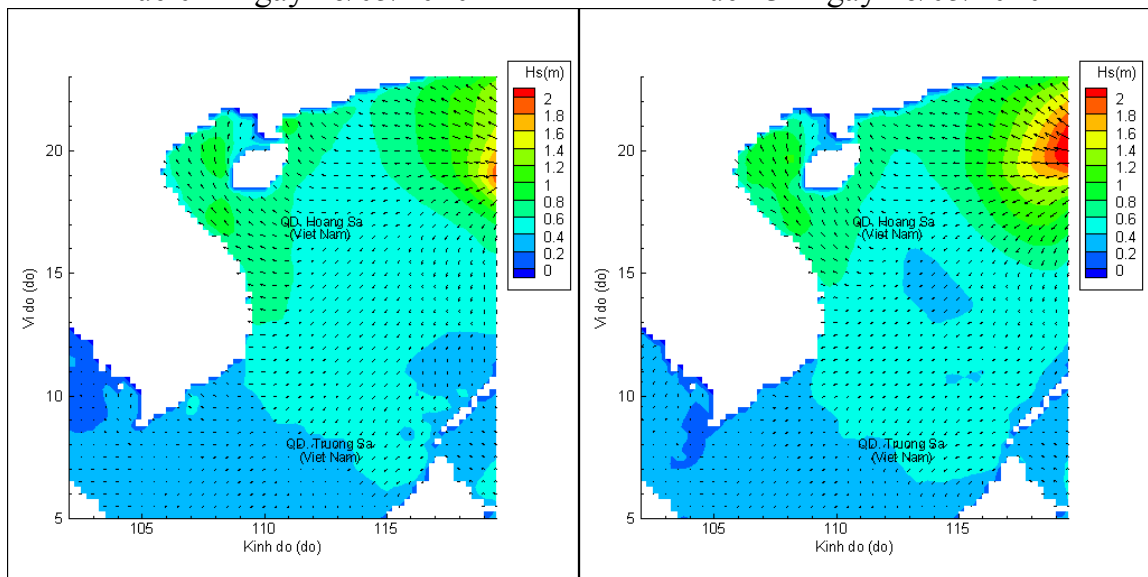 Hs(m)
2
1.8
1.6
1.4
1.2
1
0.8
0.6
0.4
0.2
0
20
15
10
5
Vi do (do)
QD. Hoang Sa
(Viet Nam)
QD. Truong Sa
(Viet Nam)
105
110
115
Kinh do (do)
Hs(m)
2
1.8
1.6
1.4
1.2
1
0.8
0.6
0.4
0.2
0
20
15
10
5
Vi do (do)
QD. Hoang Sa
(Viet Nam)
QD. Truong Sa
(Viet Nam)
105
110
115
Kinh do (do)